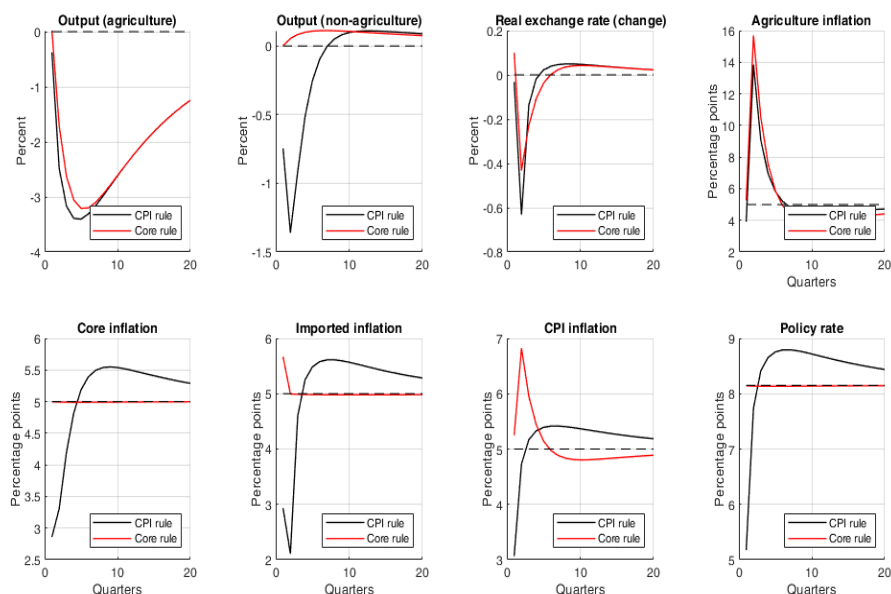 Output (agriculture)
Percent
0
-1
-2
-3
-4
0
10
20
CPI rule
Core rule
Output (non-agriculture)
Percent
0
-0.5
-1
-1.5
0
10
20
CPI rule
Core rule
Real exchange rate (change)
Percent
0.2
0
-0.2
-0.4
-0.6
-0.8
0
10
20
CPI rule
Core rule
Agriculture inflation
Percentage points
16
14
12
10
8
6
4
2
0
10
20
Quarters
CPI rule
Core rule
Core inflation
Percentage points
6
5.5
5
4.5
4
3.5
3
2.5
0
10
20
Quarters
CPI rule
Core rule
Imported inflation
Percentage points
6
5
4
3
2
0
10
20
Quarters
CPI rule
Core rule
CPI inflation
Percentage points
7
6
5
4
3
0
10
20
Quarters
CPI rule
Core rule
Policy rate
Percentage points
9
8
7
6
5
0
10
20
Quarters
CPI rule
Core rule